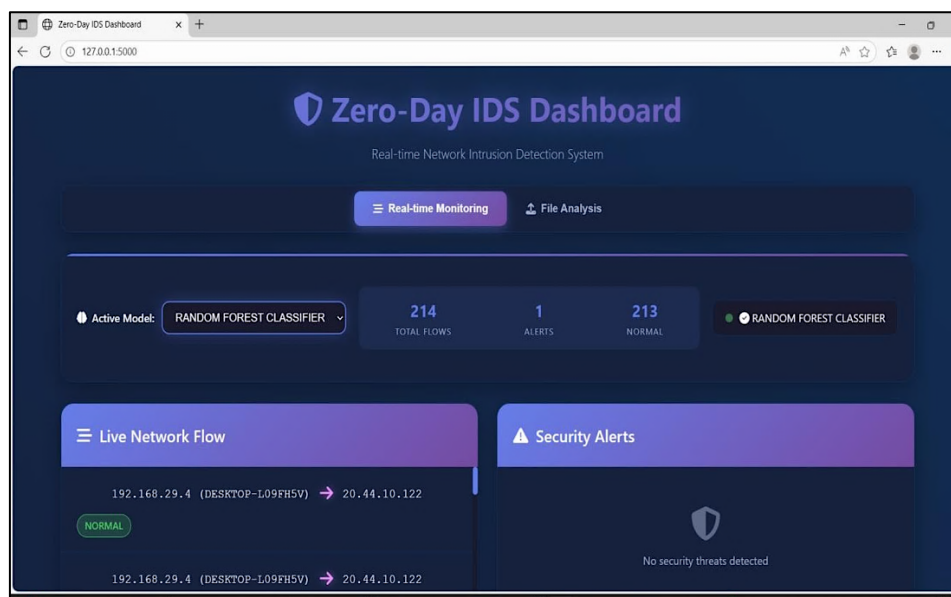 Zero-Day IDS Dashboard
127.0.0.1:5000
Zero-Day IDS Dashboard
Real-time Network Intrusion Detection System
Real-time Monitoring
File Analysis
Active Model:
RANDOM FOREST CLASSIFIER
214
TOTAL FLOWS
1
ALERTS
213
NORMAL
RANDOM FOREST CLASSIFIER
Live Network Flow
192.168.29.4 (DESKTOP-L09FH5V) → 20.44.10.122
NORMAL
192.168.29.4 (DESKTOP-L09FH5V) → 20.44.10.122
Security Alerts
No security threats detected